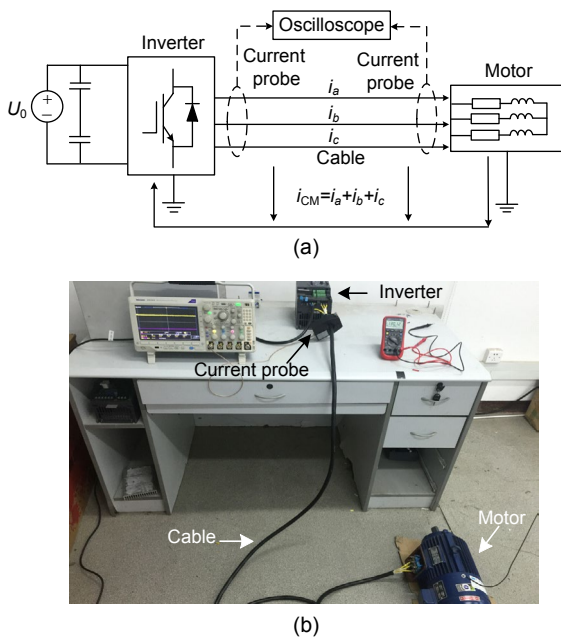 Oscilloscope
Inverter
Current
probe
Current
probe
Motor
U0
ia
ib
ic
Cable
iCM=ia+ib+ic
(a)
Inverter
Current probe
Cable
Motor
(b)